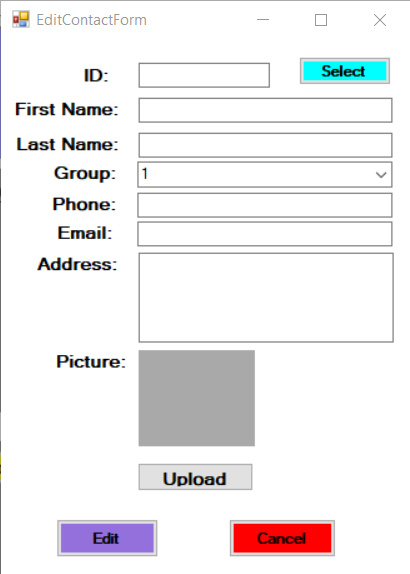 EditContactForm
ID:
Select
First Name:
Last Name:
Group: 1
Phone:
Email:
Address:
Picture:
Upload
Edit Cancel